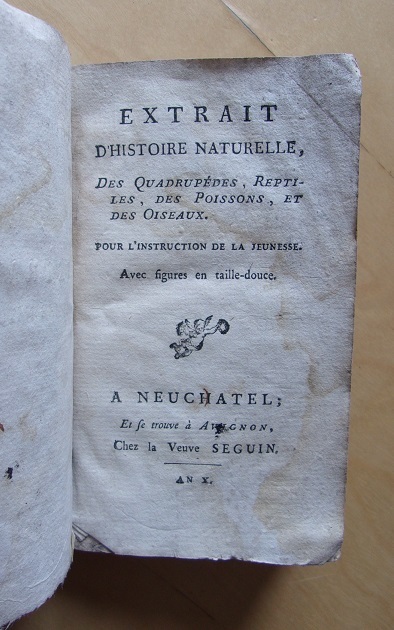 EXTRAIT
D'HISTOIRE NATURELLE,
DES QUADRUPÉDES, REPTI-
LES, DES POISSONS, ET
DES OISEAUX.
POUR L'INSTRUCTION DE LA JEUNESSE.
Avec figures en taille-douce.
A NEUCHATEL;
Et se trouve à AVIGNON,
Chez la Veuve SEGUIN.
AN X.